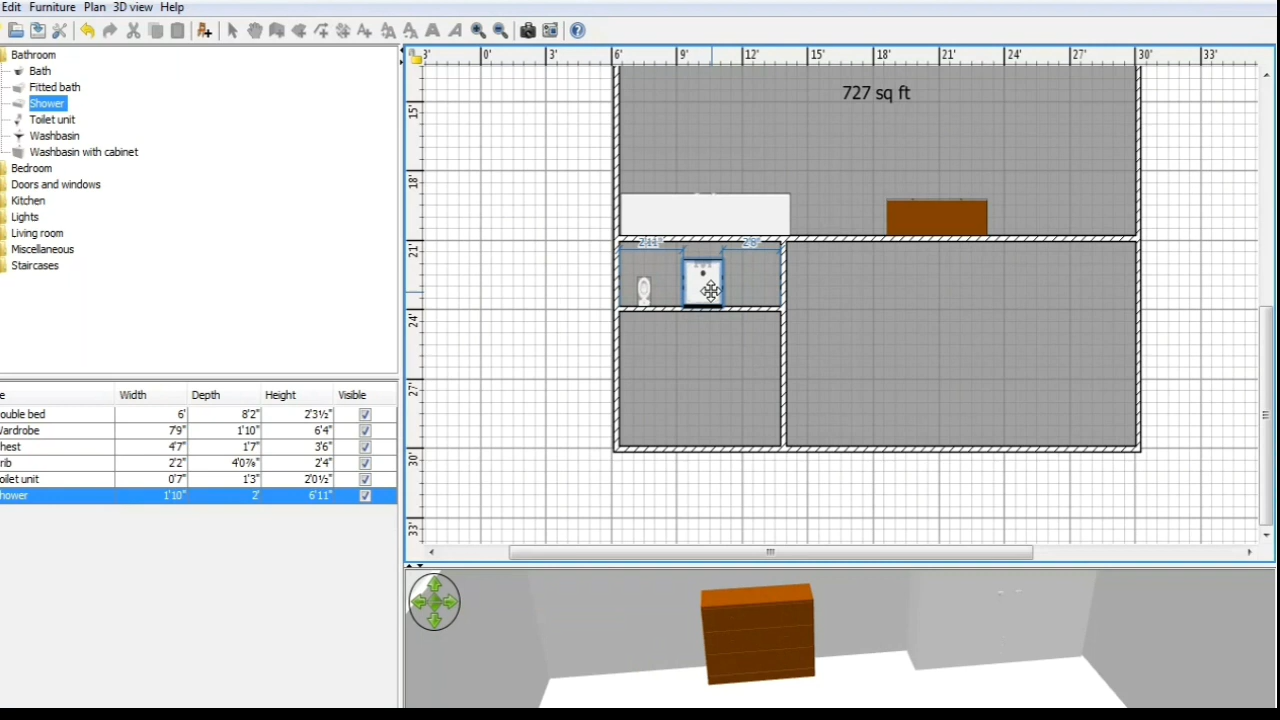 Edit Furniture Plan 3D view Help
Bathroom
Bath
Fitted bath
Shower
Toilet unit
Washbasin
Washbasin with cabinet
Bedroom
Doors and windows
Kitchen
Lights
Living room
Miscellaneous
Staircases
e Width Depth Height Visible
ouble bed 6' 8'2" 2'3½"
Wardrobe 7'9" 1'10" 6'4"
hest 4'7" 1'7" 3'6"
rib 2'2" 4'0⅞" 2'4"
oilet unit 0'7" 1'3" 2'0½"
hower 1'10" 2' 6'11"
3' 0' 3' 6' 9' 12' 15' 18' 21' 24' 27' 30' 33'
15'
18'
21'
24'
27'
30'
33'
727 sq ft
2'11" 2'8"